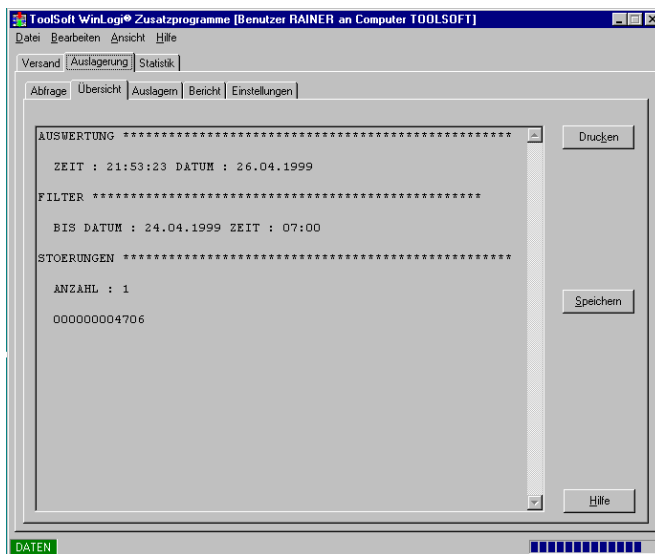 ToolSoft WinLogi® Zusatzprogramme [Benutzer RAINER an Computer TOOLSOFT]
Datei Bearbeiten Ansicht Hilfe
Versand Auslagerung Statistik
Abfrage Übersicht Auslagern Bericht Einstellungen
AUSWERTUNG ***************************************************
ZEIT : 21:53:23 DATUM : 26.04.1999
FILTER ***************************************************
BIS DATUM : 24.04.1999 ZEIT : 07:00
STOERUNGEN ***************************************************
ANZAHL : 1
000000004706
Drucken
Speichern
Hilfe
DATEN